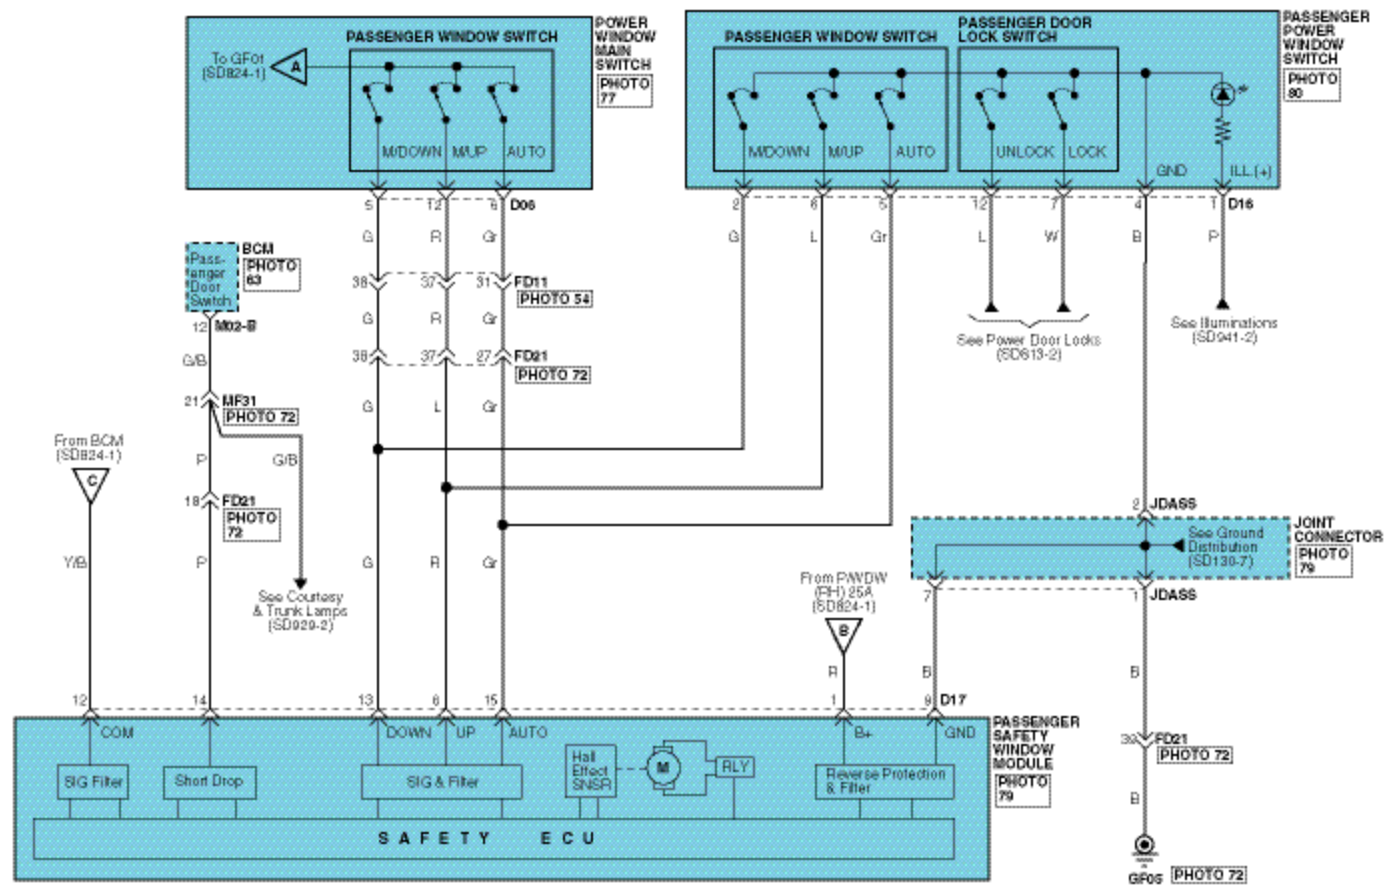 POWER
WINDOW
MAIN
SWITCH
PHOTO
77
PASSENGER WINDOW SWITCH
To GF01
(SD824-1)
A
M/DOWN M/UP AUTO
5 12 6 D06
PASSENGER
POWER
WINDOW
SWITCH
PHOTO
80
PASSENGER WINDOW SWITCH
PASSENGER DOOR
LOCK SWITCH
M/DOWN M/UP AUTO
UNLOCK LOCK
GND
ILL.(+)
2 6 5 12 7 4 1 D16
G R Gr
G L Gr L W B P
BCM
PHOTO
63
Pass-
enger
Door
Switch
12 M02-B
G/B
38 37 31 FD11
PHOTO 54
G R Gr
38 37 27 FD21
PHOTO 72
G L Gr
See Power Door Locks
(SD813-2)
See Illuminations
(SD941-2)
21 MF31
PHOTO 72
P G/B
From BCM
(SD824-1)
C
18 FD21
PHOTO
72
Y/B P G R Gr
See Courtesy
& Trunk Lamps
(SD929-2)
2 JDASS
JOINT
CONNECTOR
PHOTO
79
See Ground
Distribution
(SD130-7)
7 1 JDASS
From P/WDW
(RH) 25A
(SD824-1)
B
R B B
12 14 13 6 15 1 9 D17
COM DOWN UP AUTO B+ GND
PASSENGER
SAFETY
WINDOW
MODULE
PHOTO
79
SIG Filter
Short Drop
SIG & Filter
Hall
Effect
SNSR
M
RLY
Reverse Protection
& Filter
SAFETY ECU
39 FD21
PHOTO 72
B
GF05 PHOTO 72